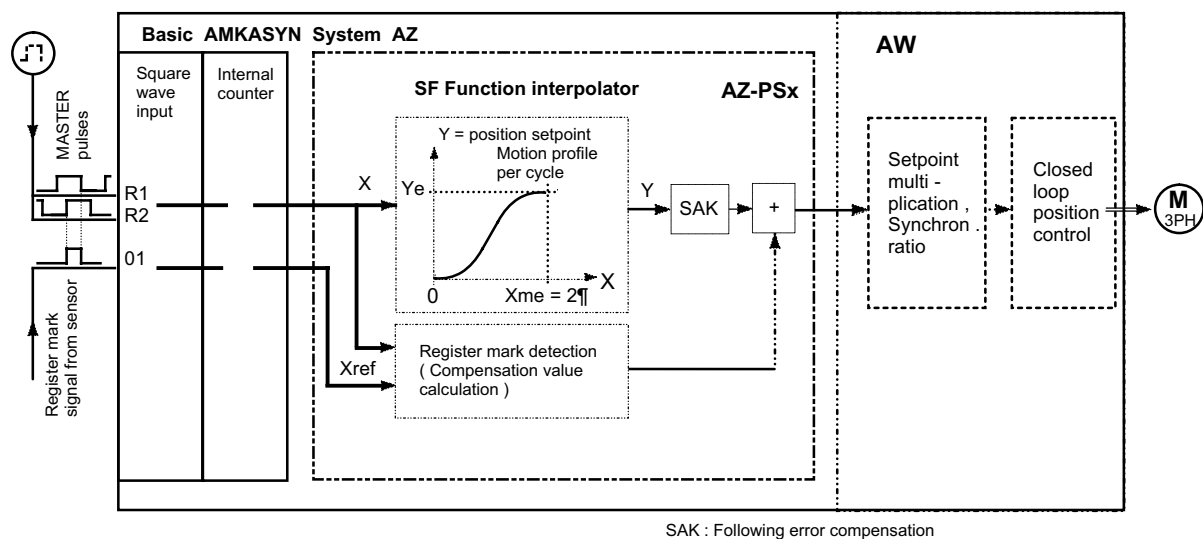 Basic AMKASYN System AZ
AW
Square
wave
input
Internal
counter
SF Function interpolator
AZ-PSx
MASTER
pulses
Y = position setpoint
Motion profile
per cycle
Ye
X
Y
SAK
+
R1
R2
01
0
X
Xme = 2¶
Setpoint
multi -
plication ,
Synchron .
ratio
Closed
loop
position
control
M
3PH
Register mark
signal from sensor
Xref
Register mark detection
( Compensation value
calculation )
SAK : Following error compensation